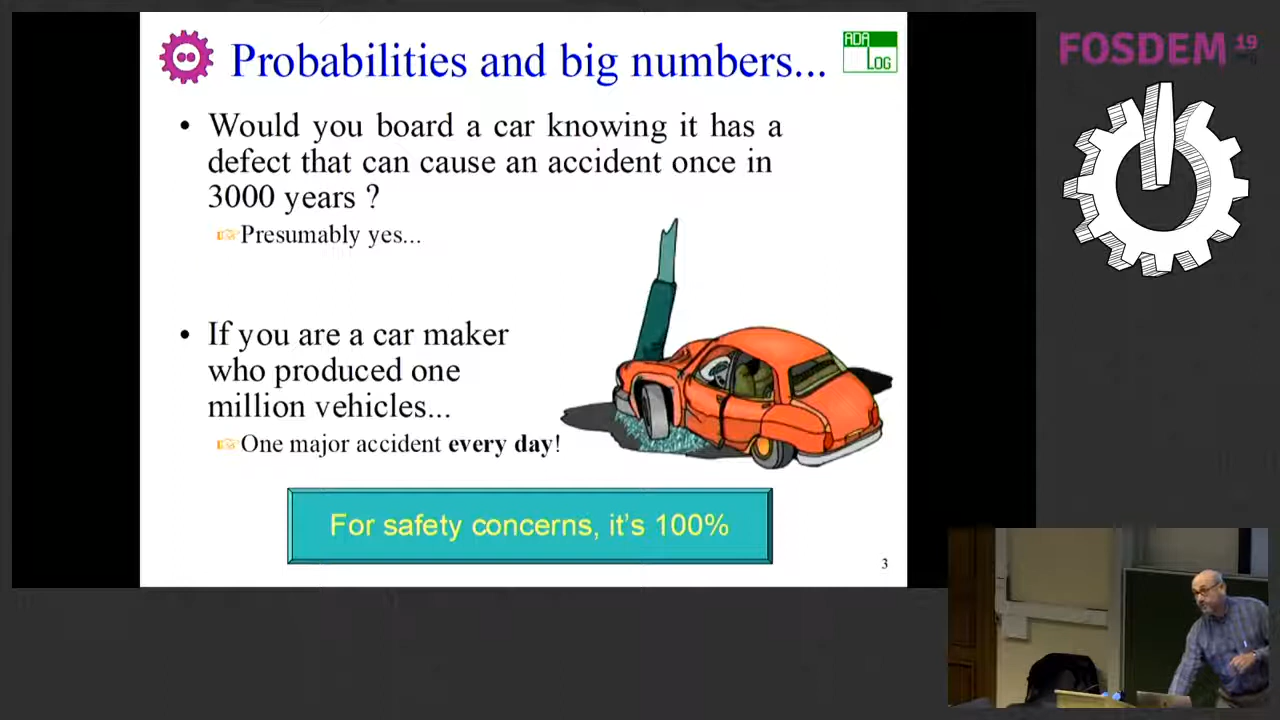 Probabilities and big numbers...
ADA
LOG
FOSDEM 19
• Would you board a car knowing it has a
defect that can cause an accident once in
3000 years ?
Presumably yes...
• If you are a car maker
who produced one
million vehicles...
One major accident every day!
For safety concerns, it's 100%
3